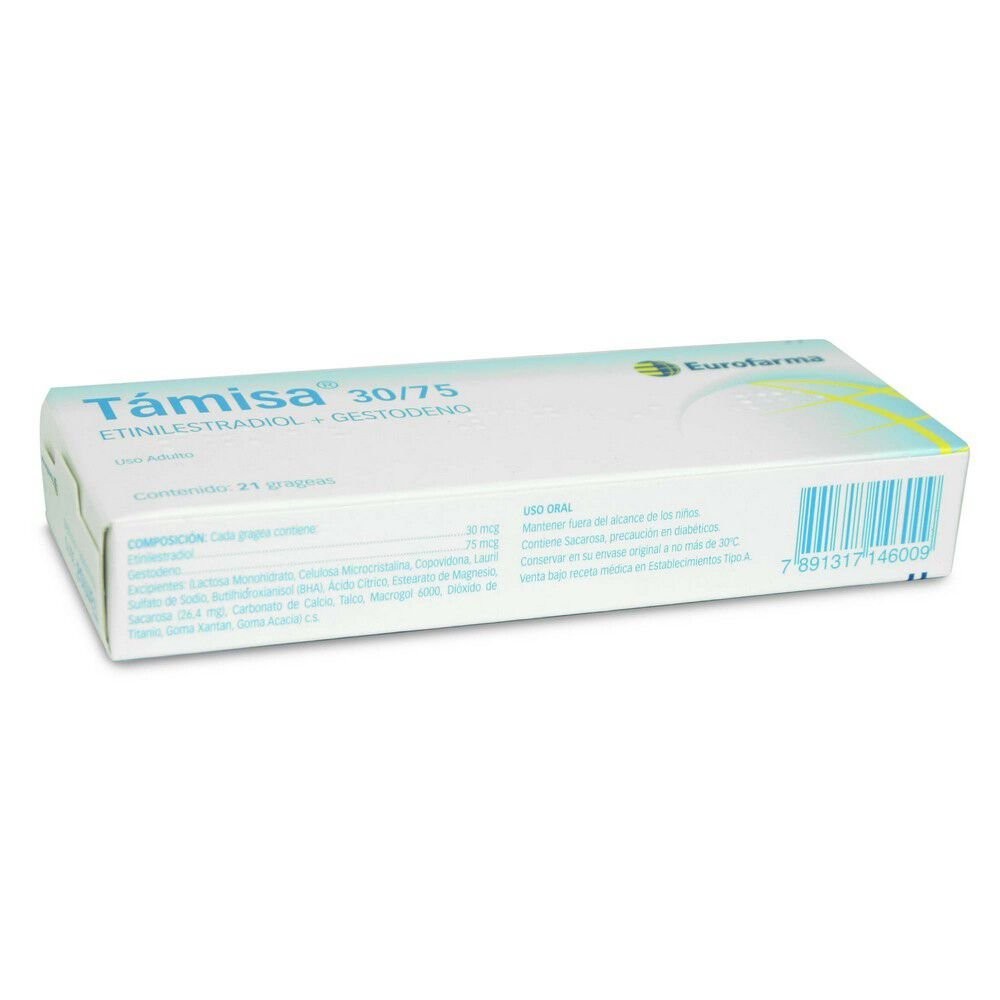 Támisa® 30/75
Eurofarma
ETINILESTRADIOL + GESTODENO
Uso Adulto
Contenido: 21 grageas
COMPOSICIÓN: Cada gragea contiene:
Etinilestradiol 30 mcg
Gestodeno 75 mcg
Excipientes: (Lactosa Monohidrato, Celulosa Microcristalina, Copovidona, Lauril
Sulfato de Sodio, Butilhidroxianisol (BHA), Ácido Cítrico, Estearato de Magnesio,
Sacarosa (26,4 mg), Carbonato de Calcio, Talco, Macrogol 6000, Dióxido de
Titanio, Goma Xantan, Goma Acacia) c.s.
USO ORAL
Mantener fuera del alcance de los niños.
Contiene Sacarosa, precaución en diabéticos.
Conservar en su envase original a no más de 30ºC.
Venta bajo receta médica en Establecimientos Tipo A.
7 891317 146009